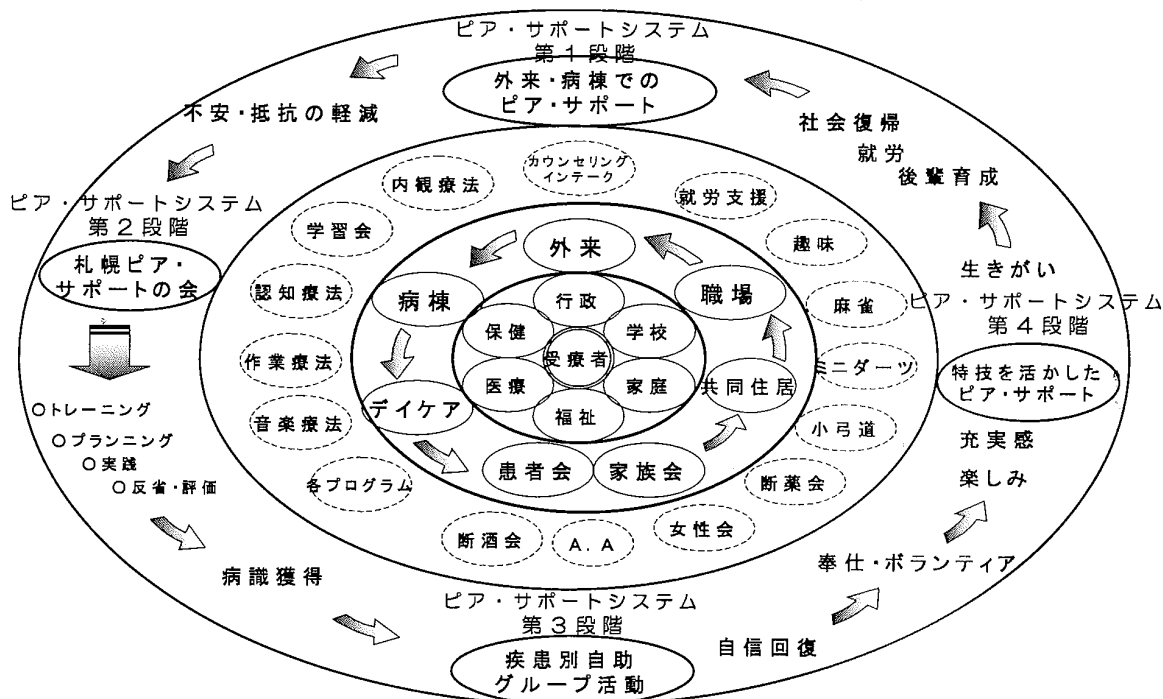 ピア・サポートシステム
第1段階
外来・病棟での
ピア・サポート
不安・抵抗の軽減
ピア・サポートシステム
第2段階
札幌ピア・
サポートの会
○トレーニング
○プランニング
○実践
○反省・評価
病識獲得
ピア・サポートシステム
第3段階
疾患別自助
グループ活動
自信回復
奉仕・ボランティア
楽しみ
充実感
ピア・サポートシステム
第4段階
特技を活かした
ピア・サポート
生きがい
後輩育成
就労
社会復帰
カウンセリング
インテーク
内観療法
学習会
認知療法
作業療法
音楽療法
各プログラム
断酒会
A.A
女性会
断薬会
小弓道
ミニダーツ
麻雀
趣味
就労支援
外来
病棟
デイケア
患者会
家族会
共同住居
職場
行政
保健
学校
受療者
医療
家庭
福祉